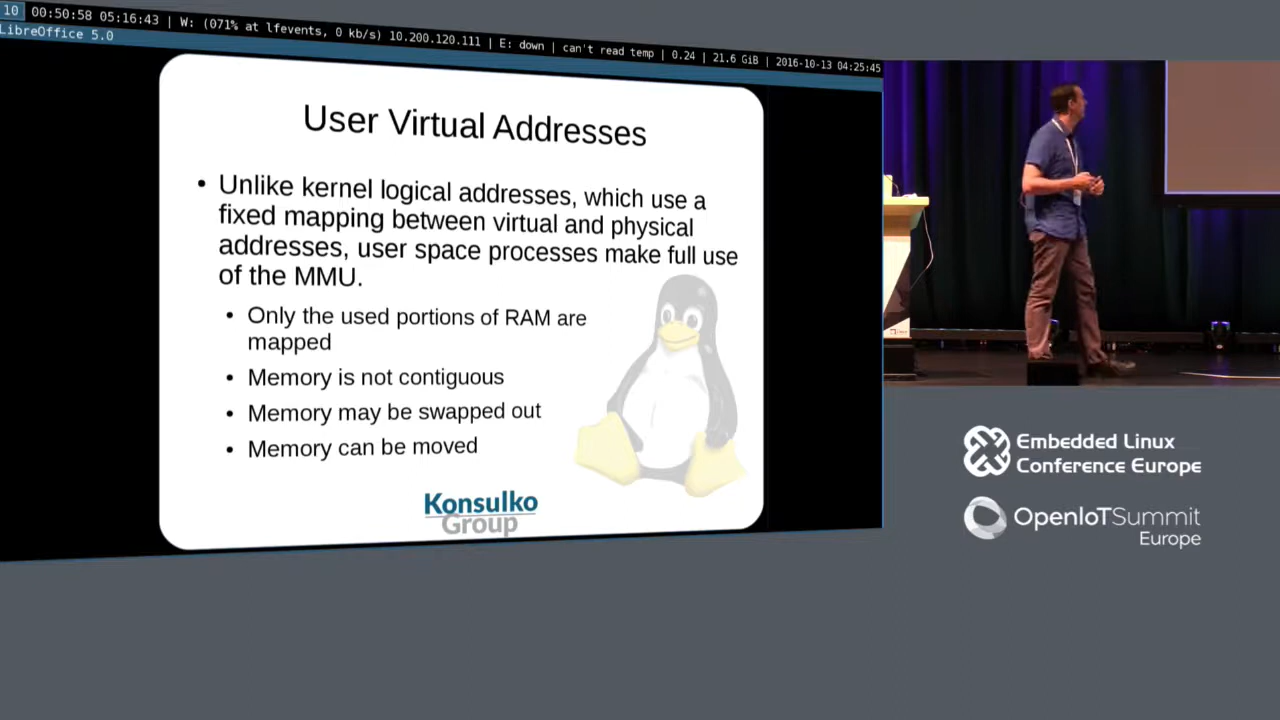 10 00:50:58 05:16:43 | W: (071% at lfevents, 0 kb/s) 10.200.120.111 | E: down | can't read temp | 0.24 | 21.6 GiB | 2016-10-13 04:25:45
LibreOffice 5.0
User Virtual Addresses
• Unlike kernel logical addresses, which use a
fixed mapping between virtual and physical
addresses, user space processes make full use
of the MMU.
• Only the used portions of RAM are
mapped
• Memory is not contiguous
• Memory may be swapped out
• Memory can be moved
Konsulko
Group
Embedded Linux
Conference Europe
OpenIoTSummit
Europe